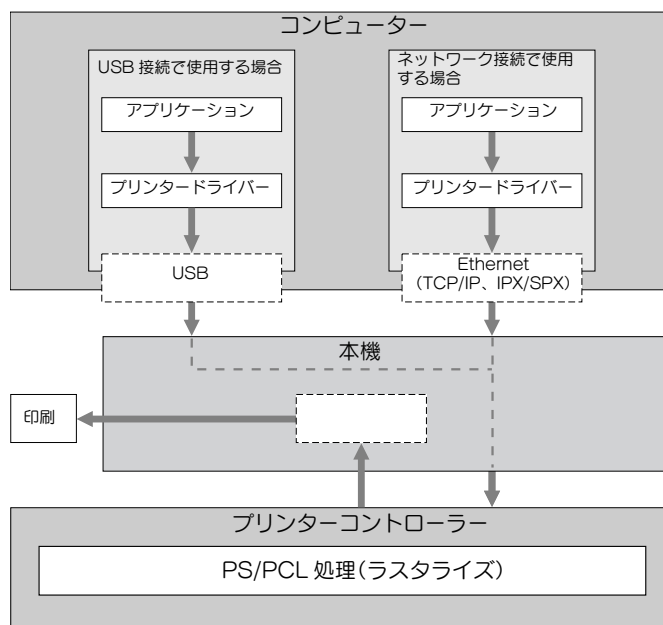 コンピューター
USB 接続で使用する場合
アプリケーション
プリンタードライバー
USB
ネットワーク接続で使用
する場合
アプリケーション
プリンタードライバー
Ethernet
(TCP/IP、IPX/SPX)
本機
印刷
プリンターコントローラー
PS/PCL 処理(ラスタライズ)